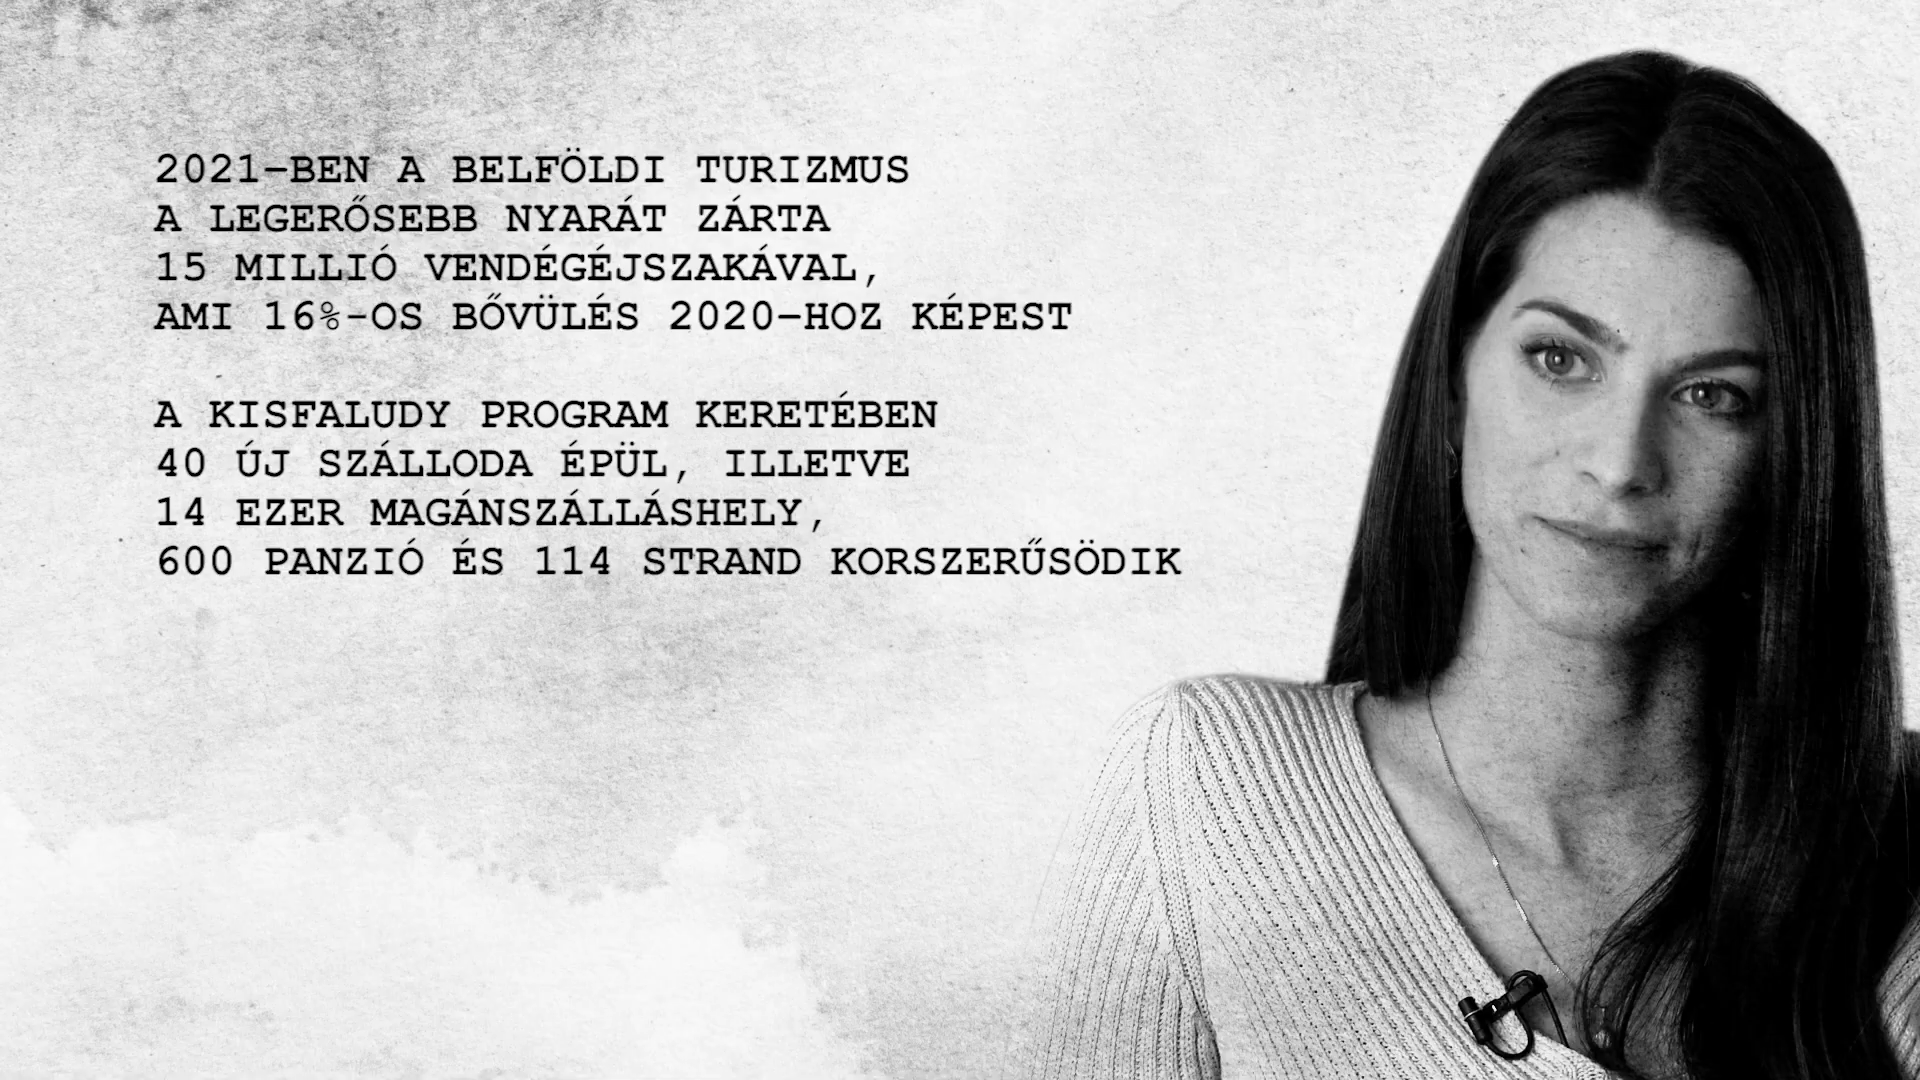 2021-BEN A BELFÖLDI TURIZMUS
A LEGERŐSEBB NYARÁT ZÁRTA
15 MILLIÓ VENDÉGÉJSZAKÁVAL,
AMI 16%-OS BŐVÜLÉS 2020-HOZ KÉPEST
A KISFALUDY PROGRAM KERETÉBEN
40 ÚJ SZÁLLODA ÉPÜL, ILLETVE
14 EZER MAGÁNSZÁLLÁSHELY,
600 PANZIÓ ÉS 114 STRAND KORSZERŰSÖDIK